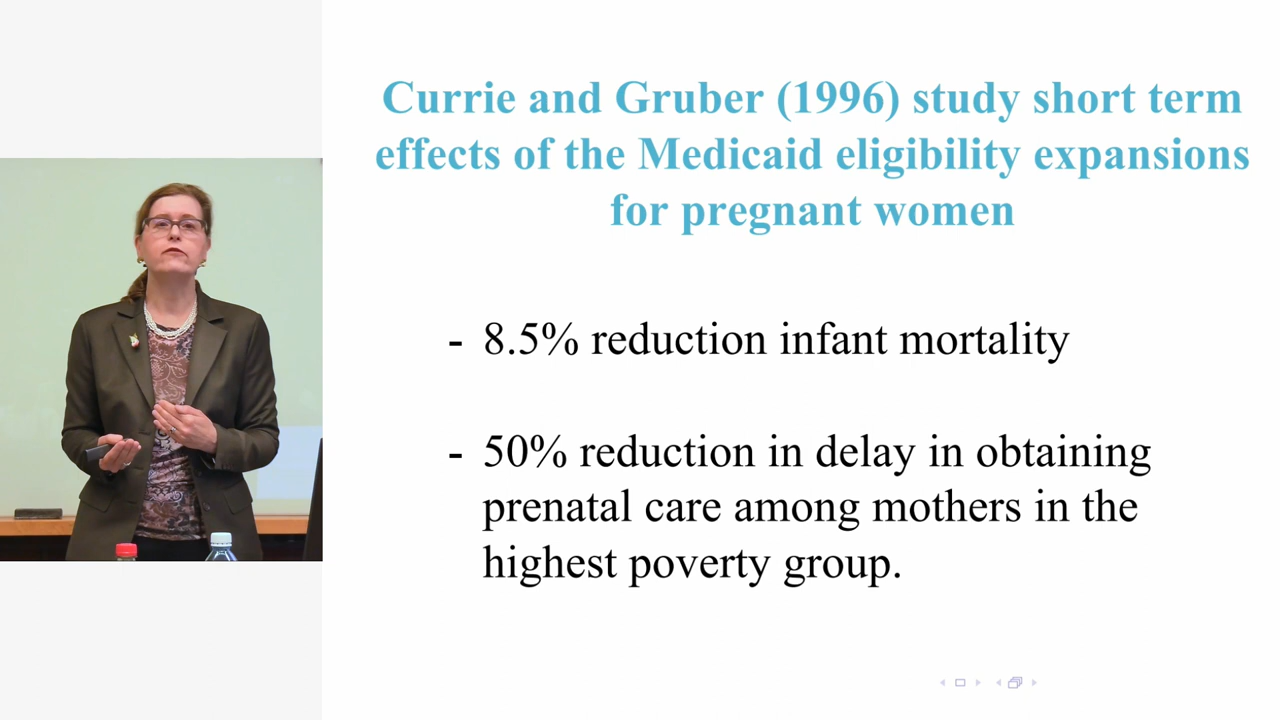 Currie and Gruber (1996) study short term
effects of the Medicaid eligibility expansions
for pregnant women
- 8.5% reduction infant mortality
- 50% reduction in delay in obtaining
prenatal care among mothers in the
highest poverty group.